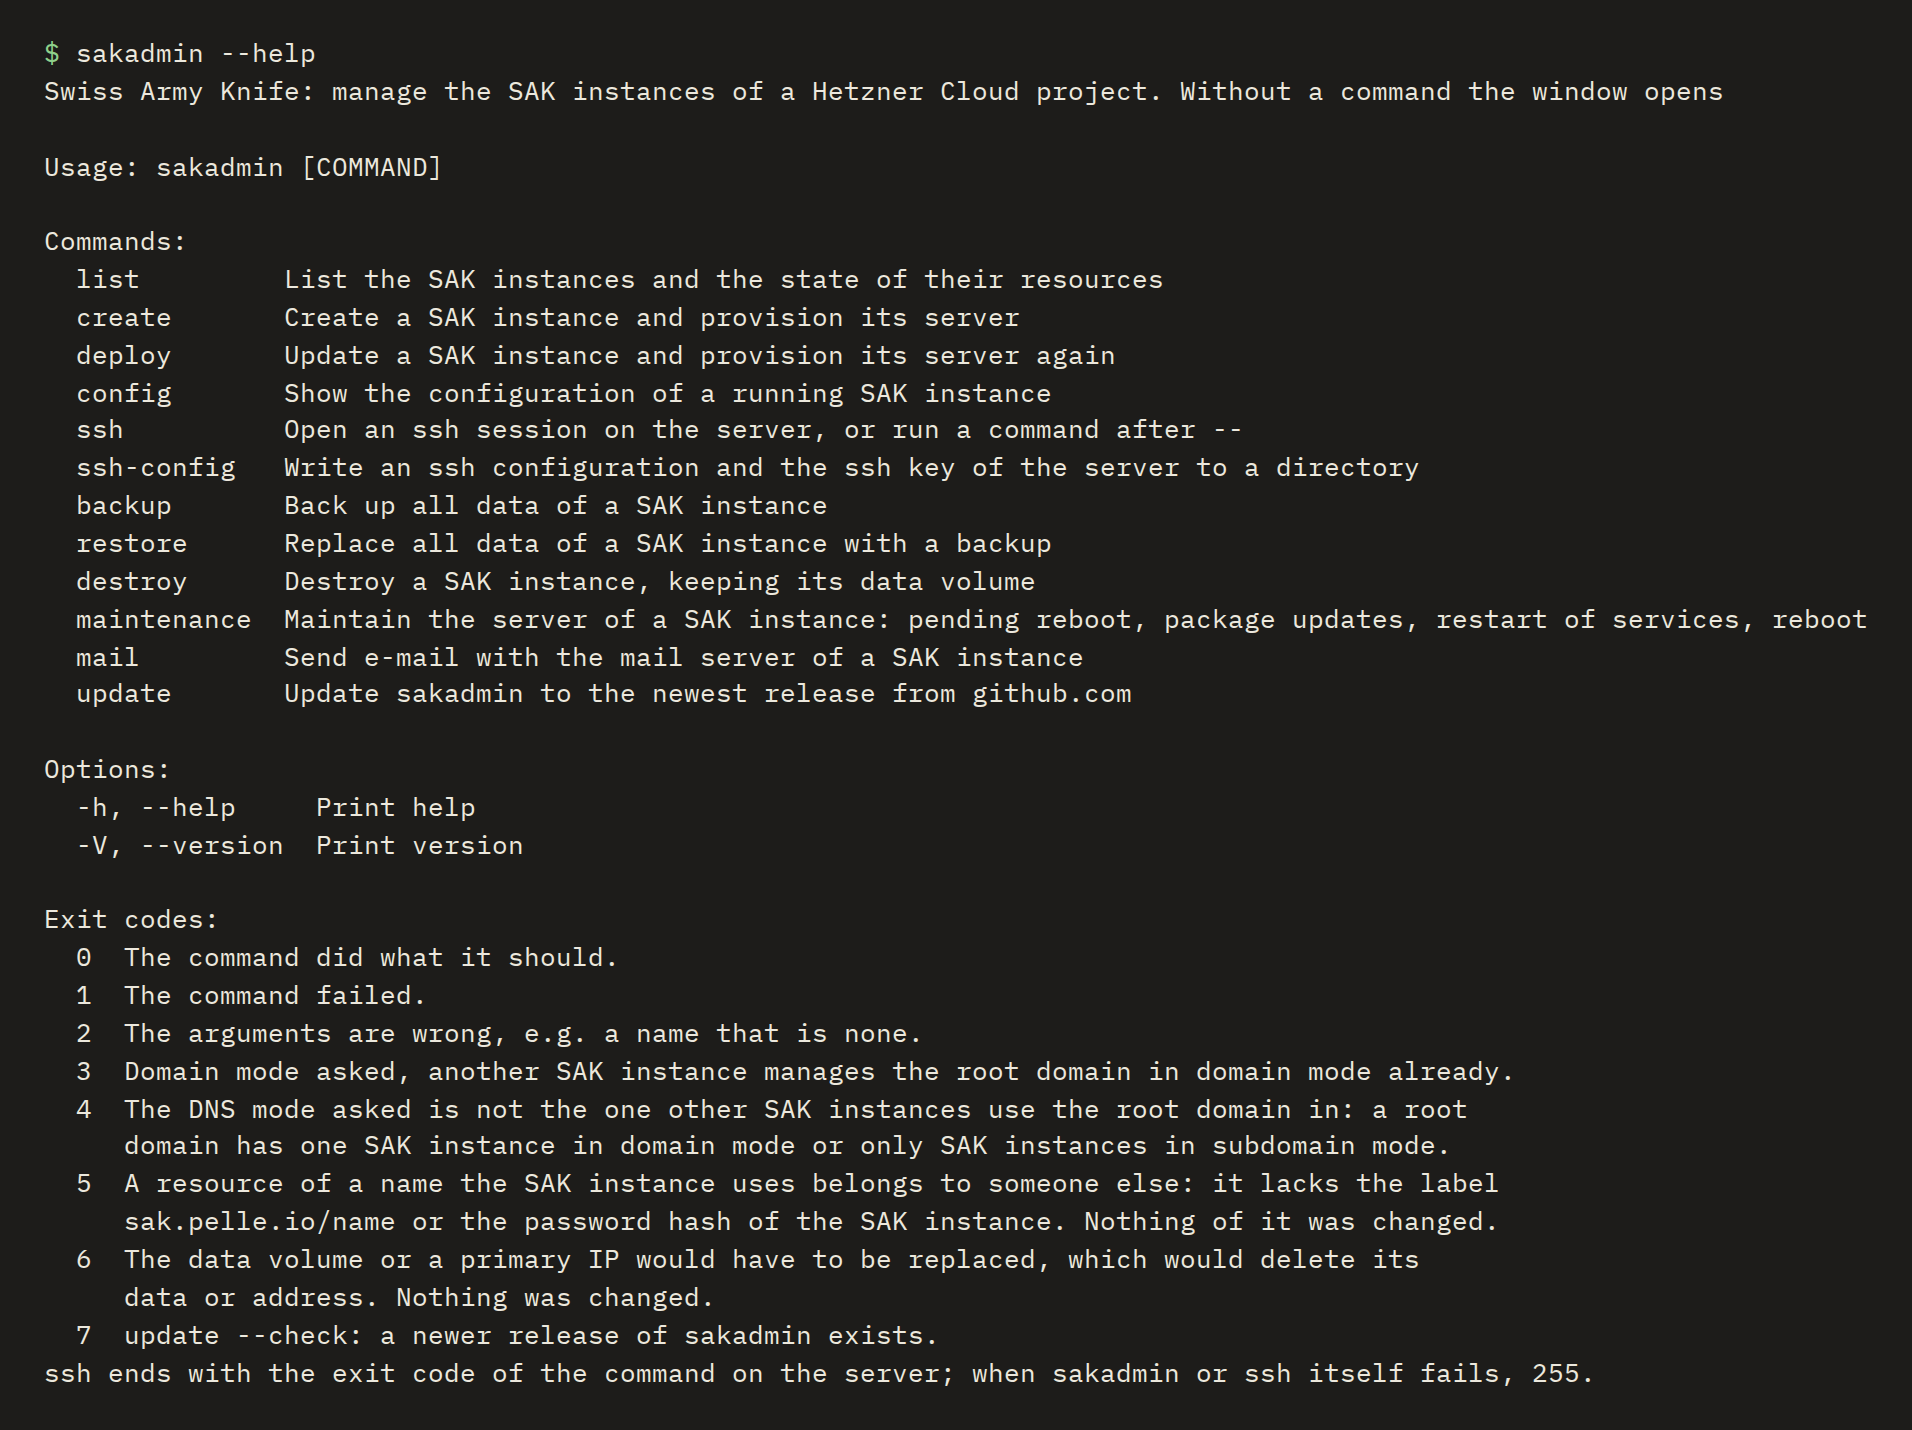 $ sakadmin --help
Swiss Army Knife: manage the SAK instances of a Hetzner Cloud project. Without a command the window opens

Usage: sakadmin [COMMAND]

Commands:
  list         List the SAK instances and the state of their resources
  create       Create a SAK instance and provision its server
  deploy       Update a SAK instance and provision its server again
  config       Show the configuration of a running SAK instance
  ssh          Open an ssh session on the server, or run a command after --
  ssh-config   Write an ssh configuration and the ssh key of the server to a directory
  backup       Back up all data of a SAK instance
  restore      Replace all data of a SAK instance with a backup
  destroy      Destroy a SAK instance, keeping its data volume
  maintenance  Maintain the server of a SAK instance: pending reboot, package updates, restart of services, reboot
  mail         Send e-mail with the mail server of a SAK instance
  update       Update sakadmin to the newest release from github.com

Options:
  -h, --help     Print help
  -V, --version  Print version

Exit codes:
  0  The command did what it should.
  1  The command failed.
  2  The arguments are wrong, e.g. a name that is none.
  3  Domain mode asked, another SAK instance manages the root domain in domain mode already.
  4  The DNS mode asked is not the one other SAK instances use the root domain in: a root
     domain has one SAK instance in domain mode or only SAK instances in subdomain mode.
  5  A resource of a name the SAK instance uses belongs to someone else: it lacks the label
     sak.pelle.io/name or the password hash of the SAK instance. Nothing of it was changed.
  6  The data volume or a primary IP would have to be replaced, which would delete its
     data or address. Nothing was changed.
  7  update --check: a newer release of sakadmin exists.
ssh ends with the exit code of the command on the server; when sakadmin or ssh itself fails, 255.